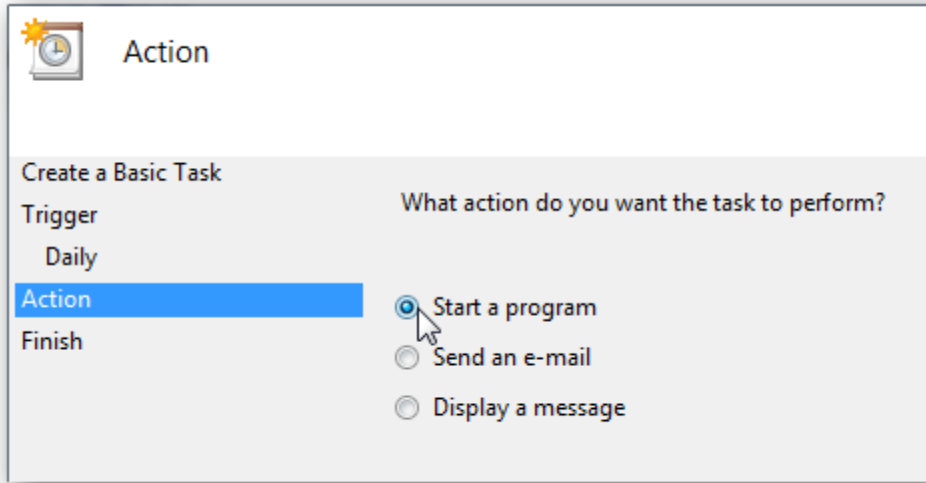 Action
Create a Basic Task
Trigger
Daily
Action
Finish
What action do you want the task to perform?
Start a program
Send an e-mail
Display a message